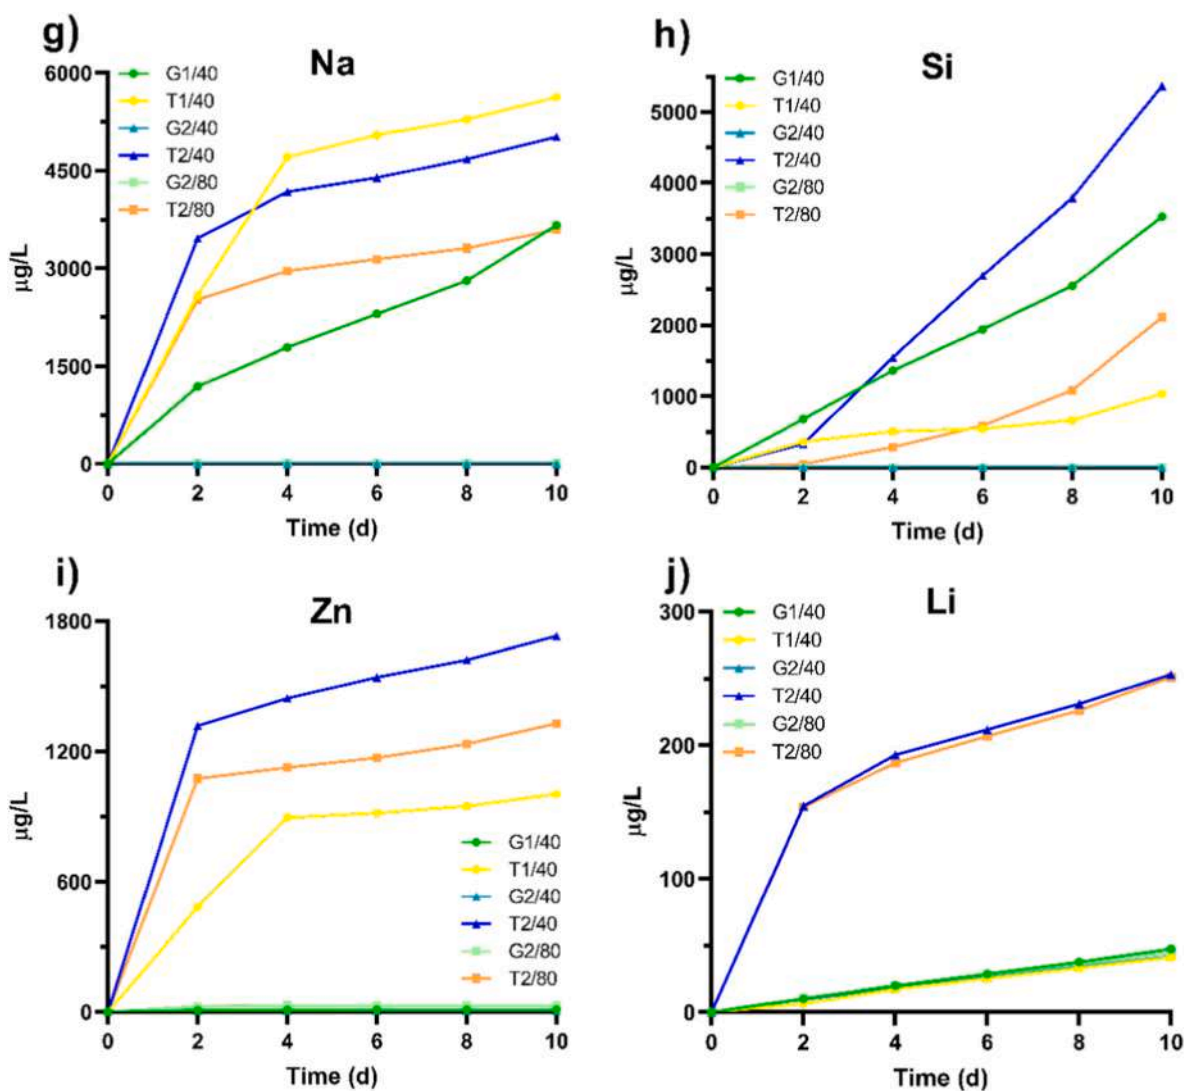 g)
Na
6000
4500
3000
1500
0
µg/L
G1/40
T1/40
G2/40
T2/40
G2/80
T2/80
0 2 4 6 8 10
Time (d)
h)
Si
5000
4000
3000
2000
1000
0
µg/L
G1/40
T1/40
G2/40
T2/40
G2/80
T2/80
0 2 4 6 8 10
Time (d)
i)
Zn
1800
1200
600
0
µg/L
G1/40
T1/40
G2/40
T2/40
G2/80
T2/80
0 2 4 6 8 10
Time (d)
j)
Li
300
200
100
0
µg/L
G1/40
T1/40
G2/40
T2/40
G2/80
T2/80
0 2 4 6 8 10
Time (d)